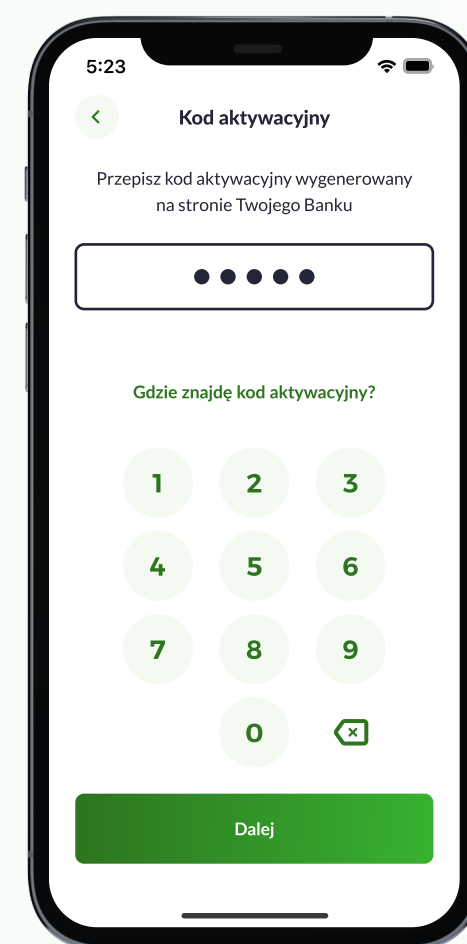 5:23
Kod aktywacyjny
Przepisz kod aktywacyjny wygenerowany
na stronie Twojego Banku
Gdzie znajdę kod aktywacyjny?
1 2 3
4 5 6
7 8 9
0
Dalej